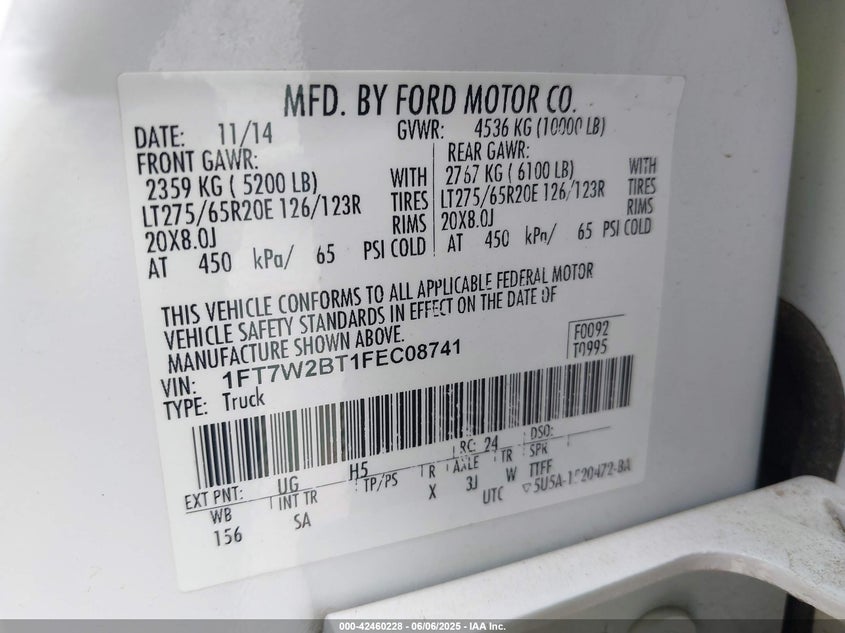 MFD. BY FORD MOTOR CO.
DATE: 11/14 GVWR: 4536 KG (10000 LB)
FRONT GAWR: REAR GAWR:
2359 KG ( 5200 LB) WITH 2767 KG ( 6100 LB) WITH
LT275/65R20E 126/123R TIRES LT275/65R20E 126/123R TIRES
20X8.0J RIMS 20X8.0J RIMS
AT 450 kPa/ 65 PSI COLD AT 450 kPa/ 65 PSI COLD
THIS VEHICLE CONFORMS TO ALL APPLICABLE FEDERAL MOTOR
VEHICLE SAFETY STANDARDS IN EFFECT ON THE DATE OF
MANUFACTURE SHOWN ABOVE.
F0092
VIN: 1FT7W2BT1FEC08741
T0995
TYPE: Truck
EXT PNT: UG H5 RC: 24 DSO:
WB INT TR TP/PS R AXLE TR SPR
156 SA X 3J W TTFF
UTC ▽5U5A-1520472-BA
000-42460228 - 06/06/2025 - IAA Inc.